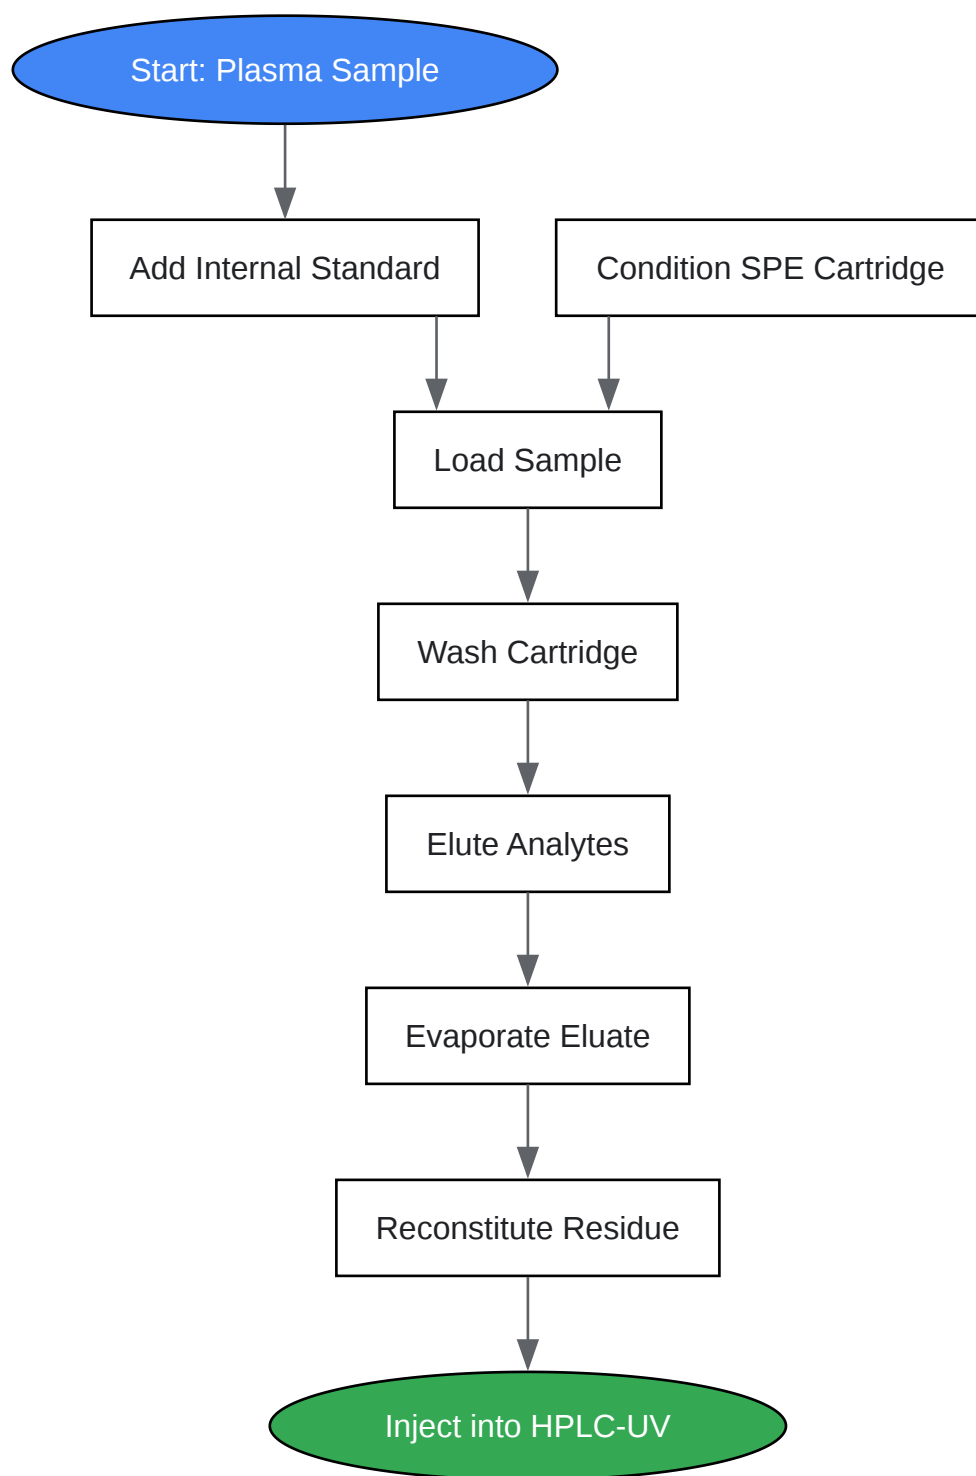 Start: Plasma Sample
Add Internal Standard
Condition SPE Cartridge
Load Sample
Wash Cartridge
Elute Analytes
Evaporate Eluate
Reconstitute Residue
Inject into HPLC-UV